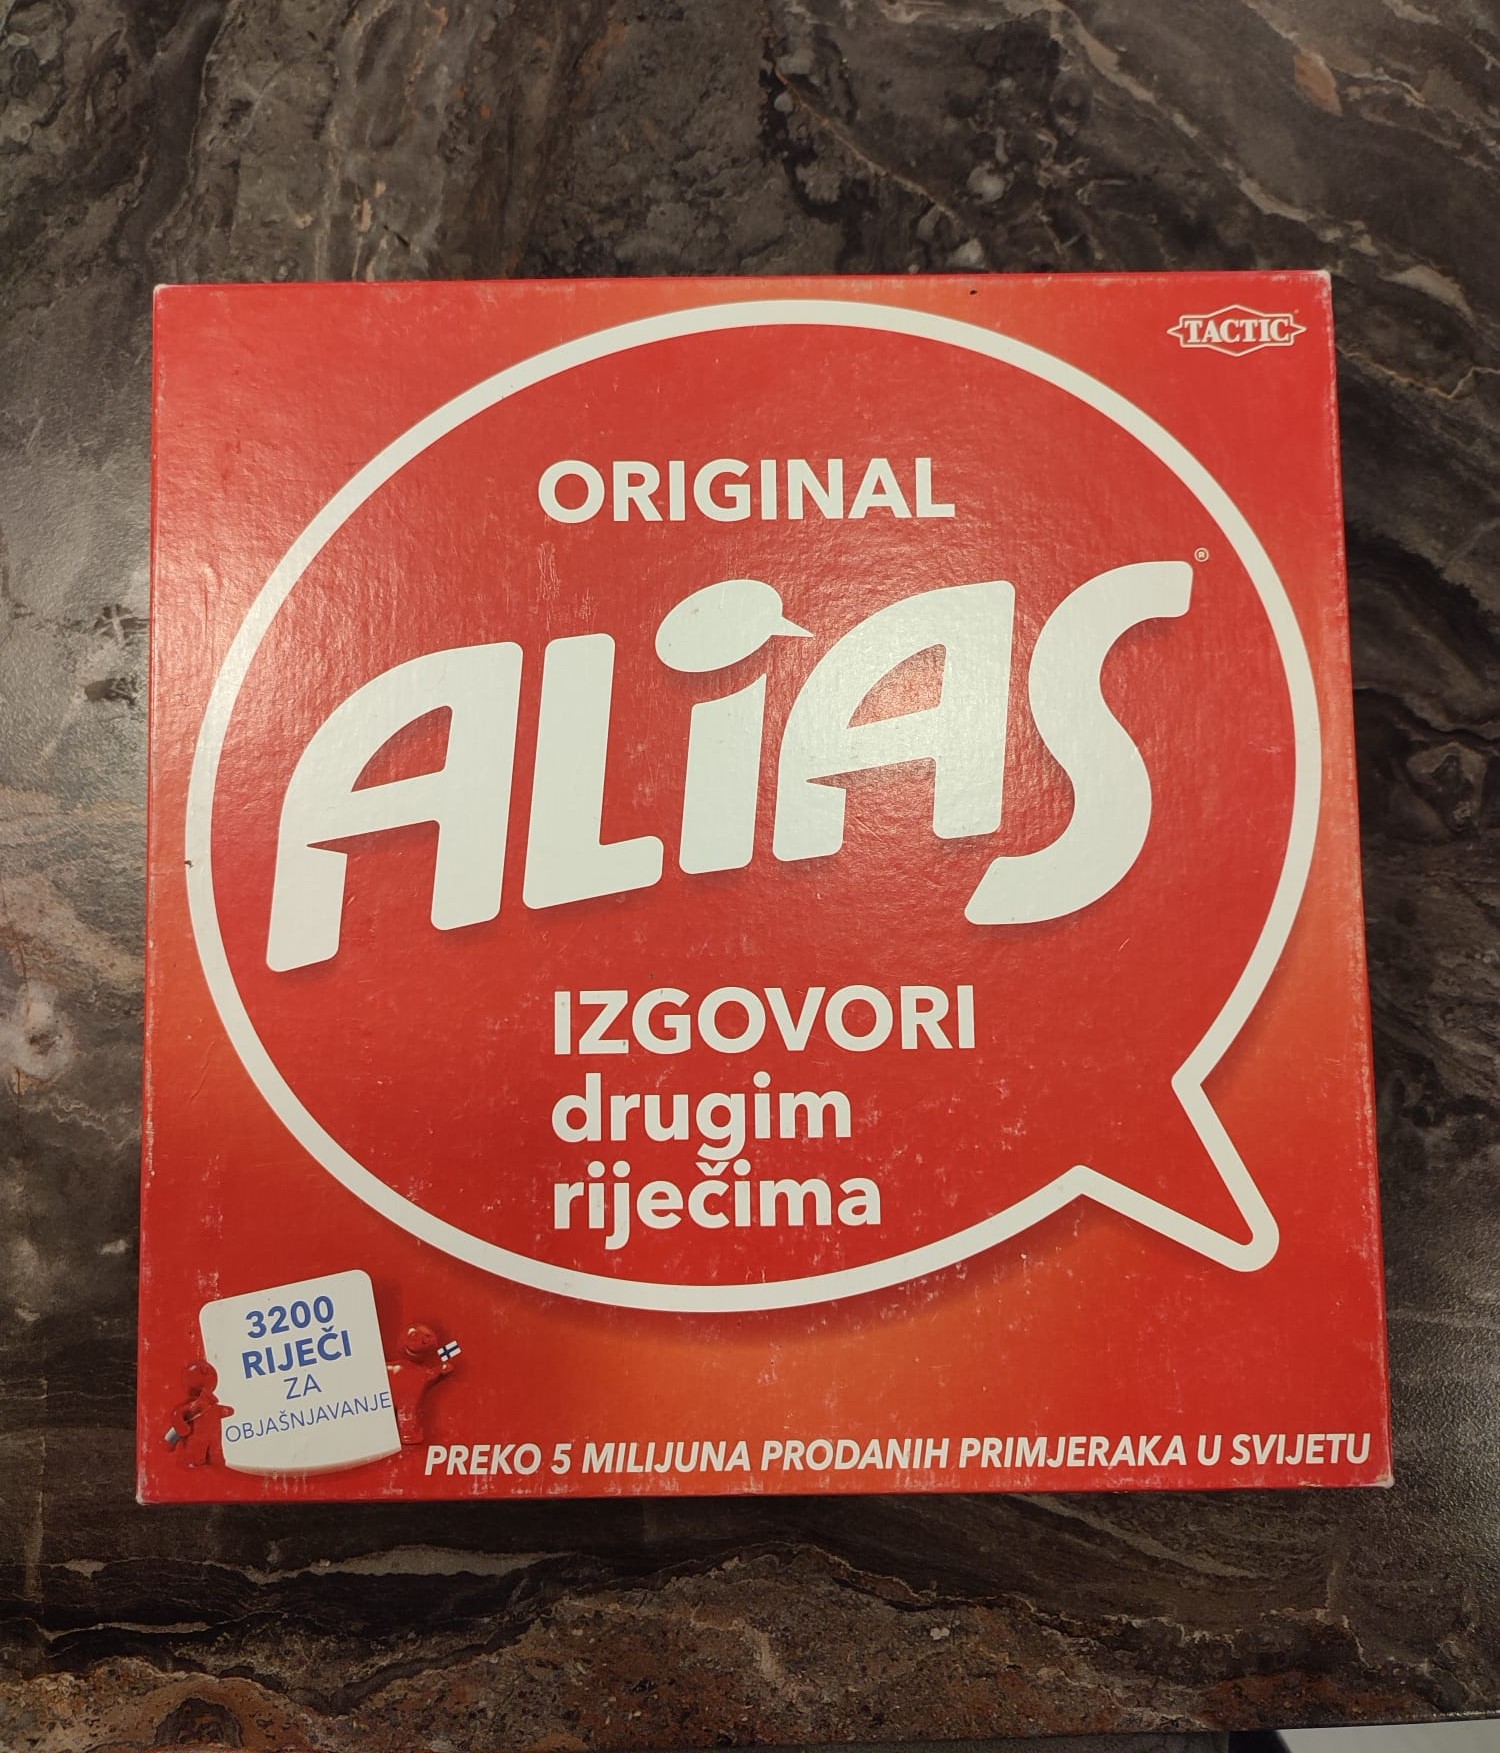 TACTIC
ORIGINAL
ALiAS®
IZGOVORI
drugim
riječima
3200
RIJEČI
ZA
OBJAŠNJAVANJE
PREKO 5 MILIJUNA PRODANIH PRIMJERAKA U SVIJETU